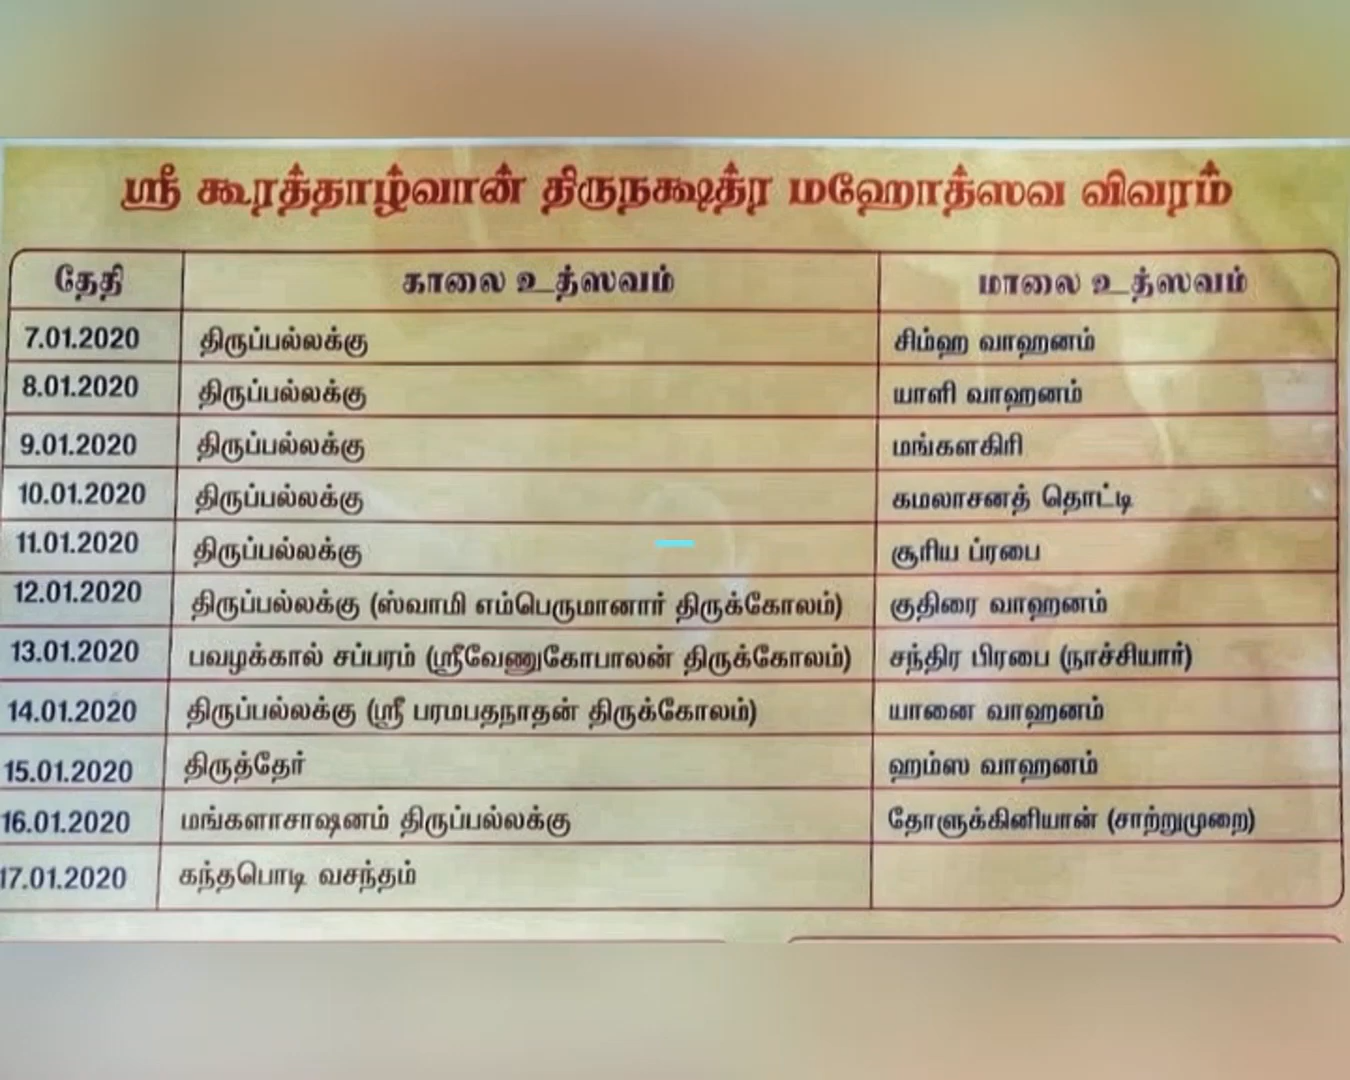 ஸ்ரீ கூரத்தாழ்வான் திருநக்ஷத்ர மஹோத்ஸவ விவரம்
தேதி காலை உத்ஸவம் மாலை உத்ஸவம்
7.01.2020 திருப்பல்லக்கு சிம்ஹ வாஹனம்
8.01.2020 திருப்பல்லக்கு யாளி வாஹனம்
9.01.2020 திருப்பல்லக்கு மங்களகிரி
10.01.2020 திருப்பல்லக்கு கமலாசனத் தொட்டி
11.01.2020 திருப்பல்லக்கு சூரிய ப்ரபை
12.01.2020 திருப்பல்லக்கு (ஸ்வாமி எம்பெருமானார் திருக்கோலம்) குதிரை வாஹனம்
13.01.2020 பவழக்கால் சப்பரம் (ஸ்ரீவேணுகோபாலன் திருக்கோலம்) சந்திர பிரபை (நாச்சியார்)
14.01.2020 திருப்பல்லக்கு (ஸ்ரீ பரமபதநாதன் திருக்கோலம்) யானை வாஹனம்
15.01.2020 திருத்தேர் ஹம்ஸ வாஹனம்
16.01.2020 மங்களாசாஷனம் திருப்பல்லக்கு தோளுக்கினியான் (சாற்றுமுறை)
17.01.2020 கந்தபொடி வசந்தம்